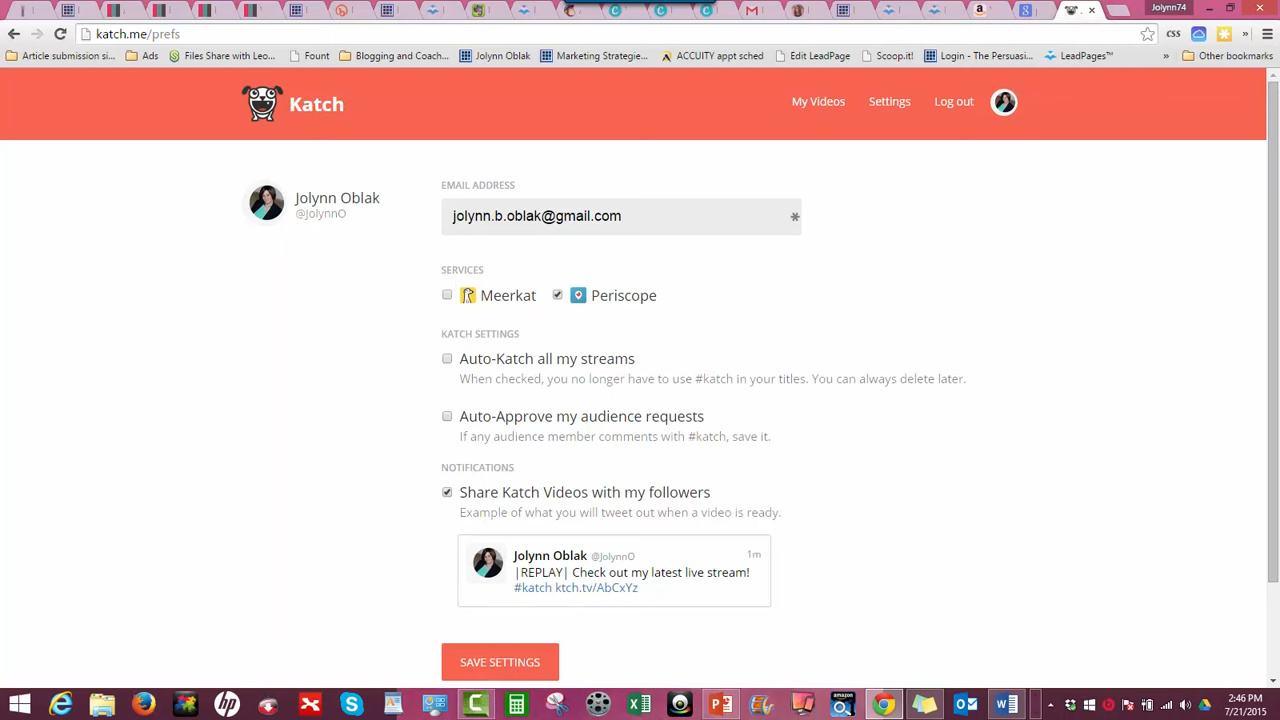 Jolynn74
katch.me/prefs
CSS
»
Article submission si...
Ads
Files Share with Leo...
Fount
Blogging and Coach...
Jolynn Oblak
Marketing Strategie...
ACCUITY appt sched
Edit LandingPage
Scoop.it!
Login - The Persuasi...
LeadPages™
»
Other bookmarks
Katch
My Videos
Settings
Log out
Jolynn Oblak
@JolynnO
EMAIL ADDRESS
jolynn.b.oblak@gmail.com
SERVICES
Meerkat
Periscope
KATCH SETTINGS
Auto-Katch all my streams
When checked, you no longer have to use #katch in your titles. You can always delete later.
Auto-Approve my audience requests
If any audience member comments with #katch, save it.
NOTIFICATIONS
Share Katch Videos with my followers
Example of what you will tweet out when a video is ready.
Jolynn Oblak @JolynnO
1m
|REPLAY| Check out my latest live stream!
#katch ktch.tv/AbCxYz
SAVE SETTINGS
hp
amazon
2:46 PM
7/21/2015